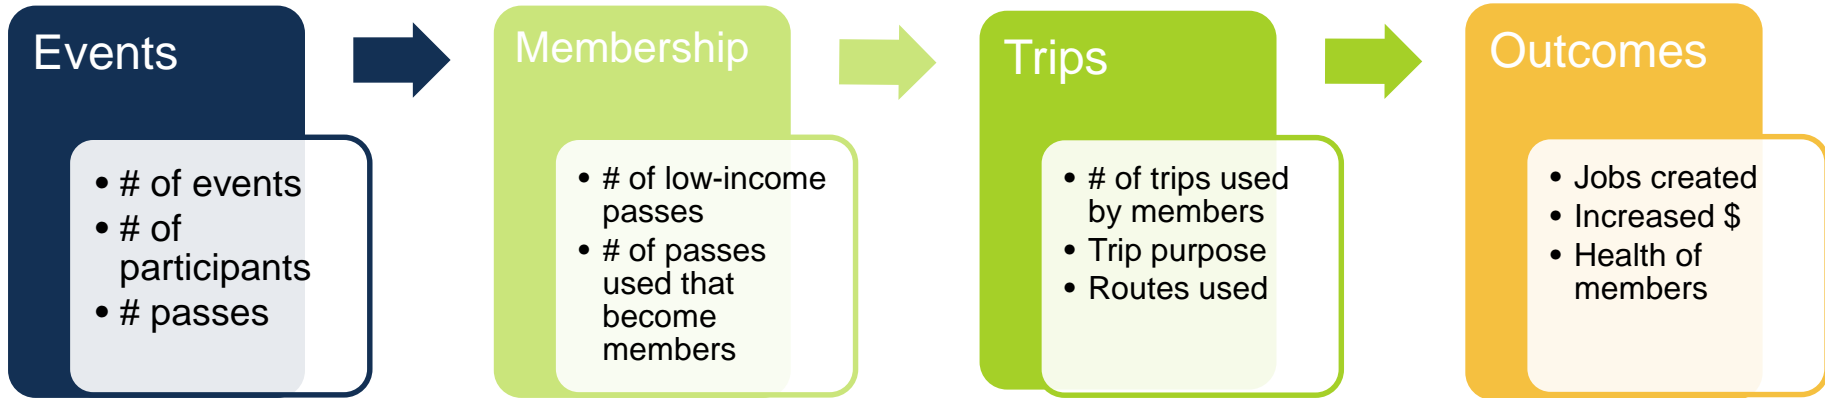 Events
• # of events
• # of
participants
• # passes
Membership
• # of low-income
passes
• # of passes
used that
become
members
Trips
• # of trips used
by members
• Trip purpose
• Routes used
Outcomes
• Jobs created
• Increased $
• Health of
members